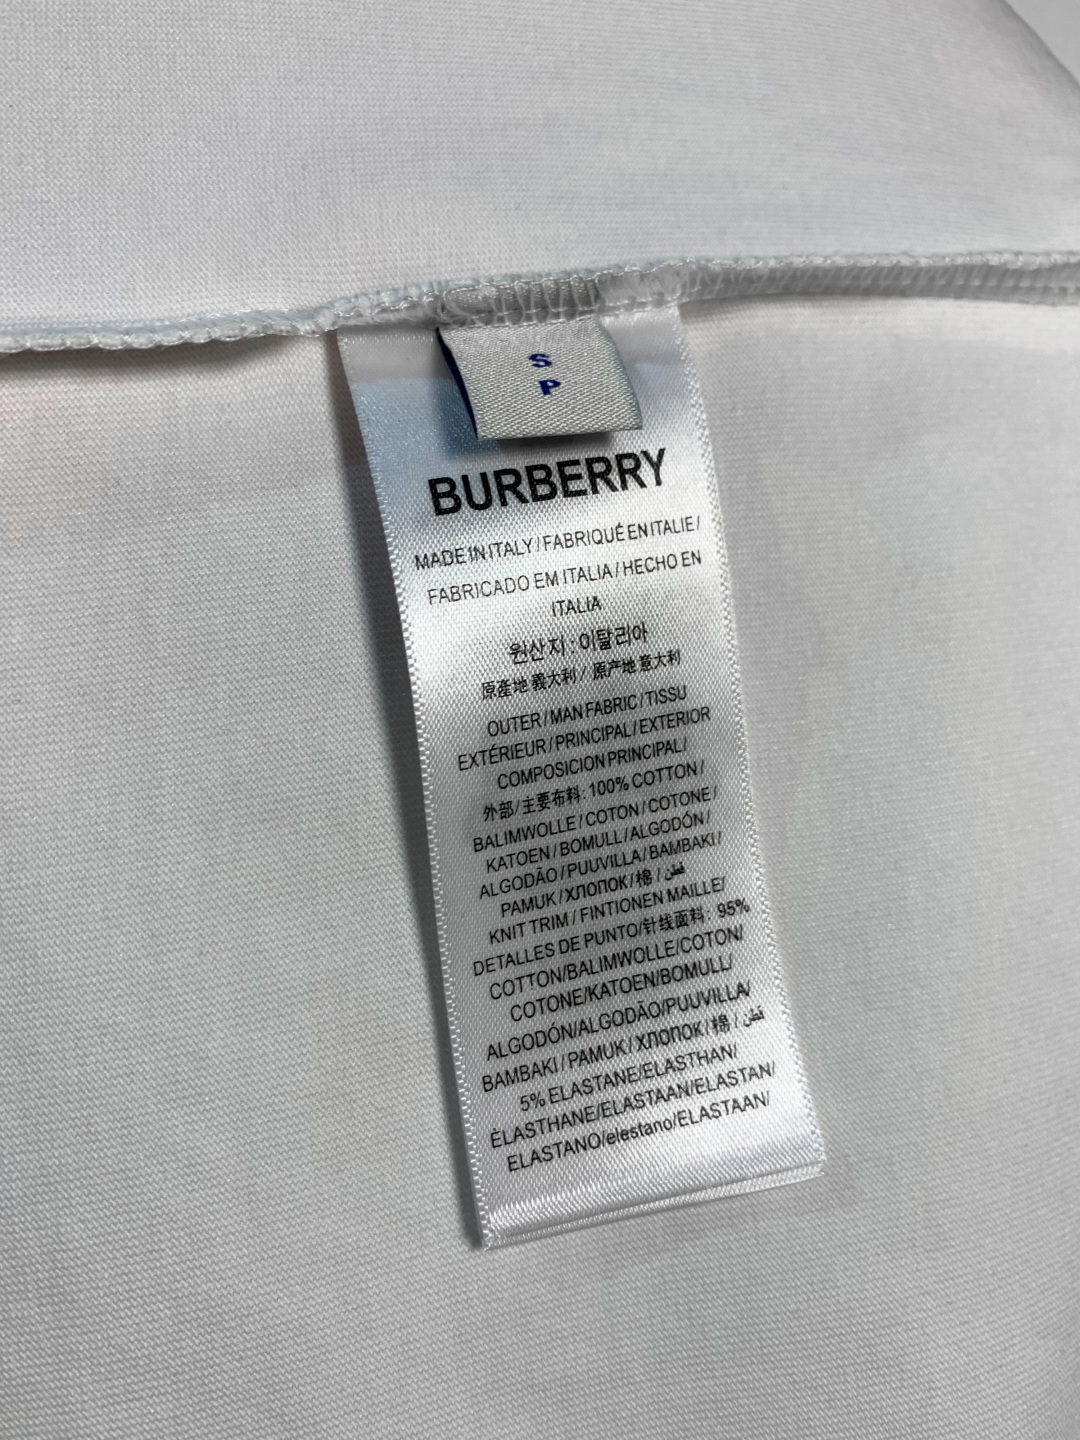 S
P
BURBERRY
MADE IN ITALY / FABRIQUÉ EN ITALIE /
FABRICADO EM ITALIA / HECHO EN
ITALIA
원산지 : 이탈리아
原產地 義大利 / 原产地 意大利
OUTER / MAN FABRIC / TISSU
EXTÉRIEUR / PRINCIPAL / EXTERIOR
COMPOSICION PRINCIPAL /
外部/主要布料: 100% COTTON /
BALIMWOLLE / COTON / COTONE /
KATOEN / BOMULL / ALGODÓN /
ALGODÃO / PUUVILLA / BAMBAKI /
PAMUK / ХЛОПОК / 棉 / قطن
KNIT TRIM / FINTIONEN MAILLE/
DETALLES DE PUNTO/针线面料: 95%
COTTON/BALIMWOLLE/COTON/
COTONE/KATOEN/BOMULL/
ALGODÓN/ALGODÃO/PUUVILLA/
BAMBAKI / PAMUK / ХЛОПОК / 棉 / قطن
5% ELASTANE/ELASTHAN/
ÉLASTHANE/ELASTAAN/ELASTAN/
ELASTANO/elestano/ELASTAAN/